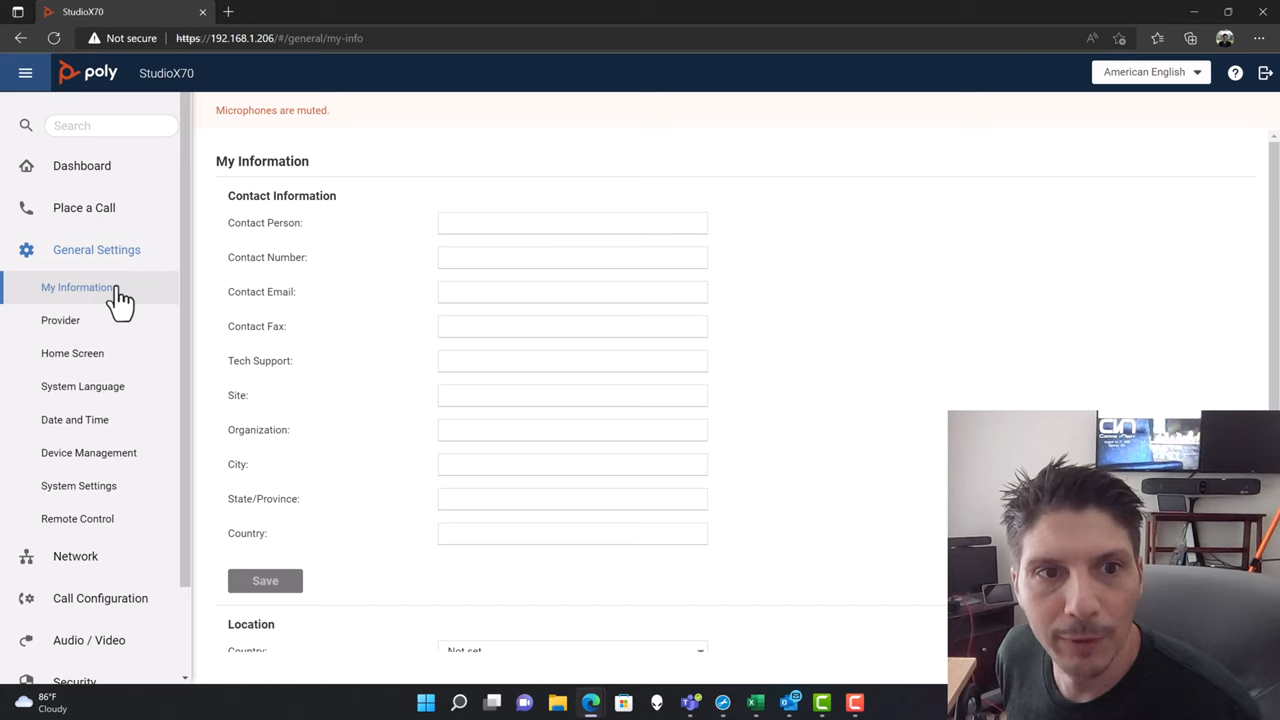 StudioX70
Not secure
https://192.168.1.206/#/general/my-info
poly
StudioX70
American English
Search
Dashboard
Place a Call
General Settings
My Information
Provider
Home Screen
System Language
Date and Time
Device Management
System Settings
Remote Control
Network
Call Configuration
Audio / Video
Security
Microphones are muted.
My Information
Contact Information
Contact Person:
Contact Number:
Contact Email:
Contact Fax:
Tech Support:
Site:
Organization:
City:
State/Province:
Country:
Save
Location
Country:
Not set
86°F
Cloudy